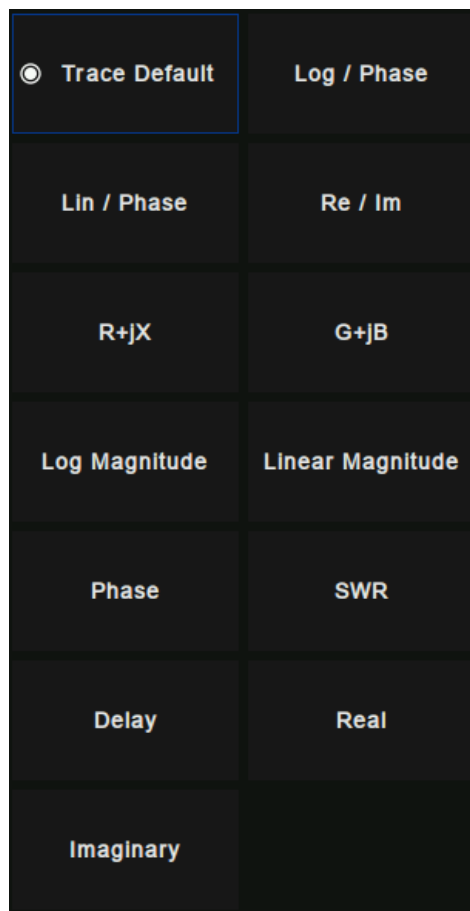 Trace Default
Log / Phase
Lin / Phase
Re / Im
R+jX
G+jB
Log Magnitude
Linear Magnitude
Phase
SWR
Delay
Real
Imaginary